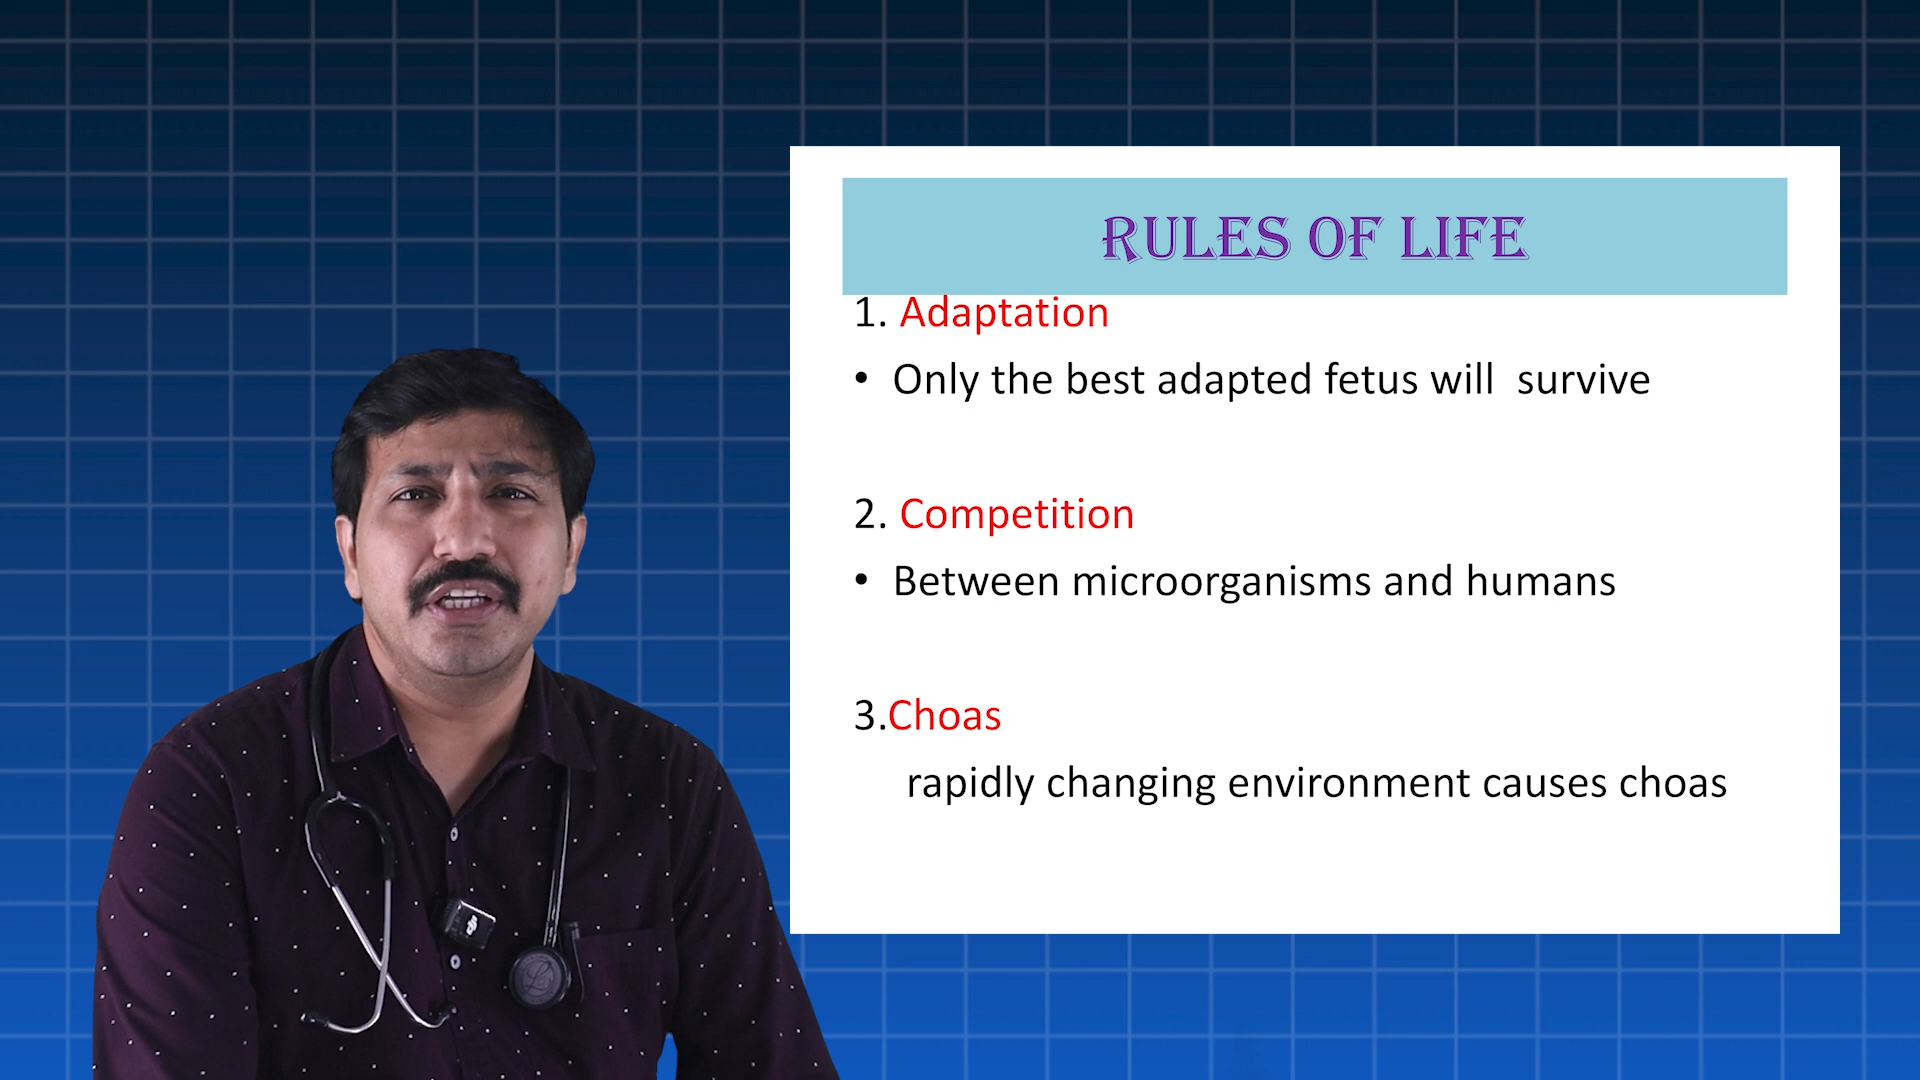 RULES OF LIFE
1. Adaptation
• Only the best adapted fetus will  survive
2. Competition
• Between microorganisms and humans
3.Choas
rapidly changing environment causes choas